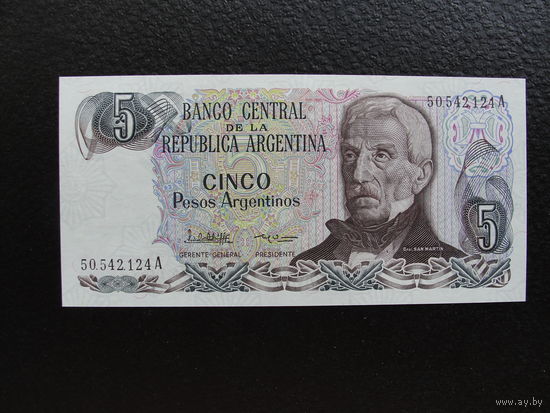 5
BANCO CENTRAL
DE LA
REPUBLICA ARGENTINA
CINCO
Pesos Argentinos
GERENTE GENERAL PRESIDENTE
50.542.124 A
50.542.124 A
Gral. SAN MARTIN
5
www.ay.by